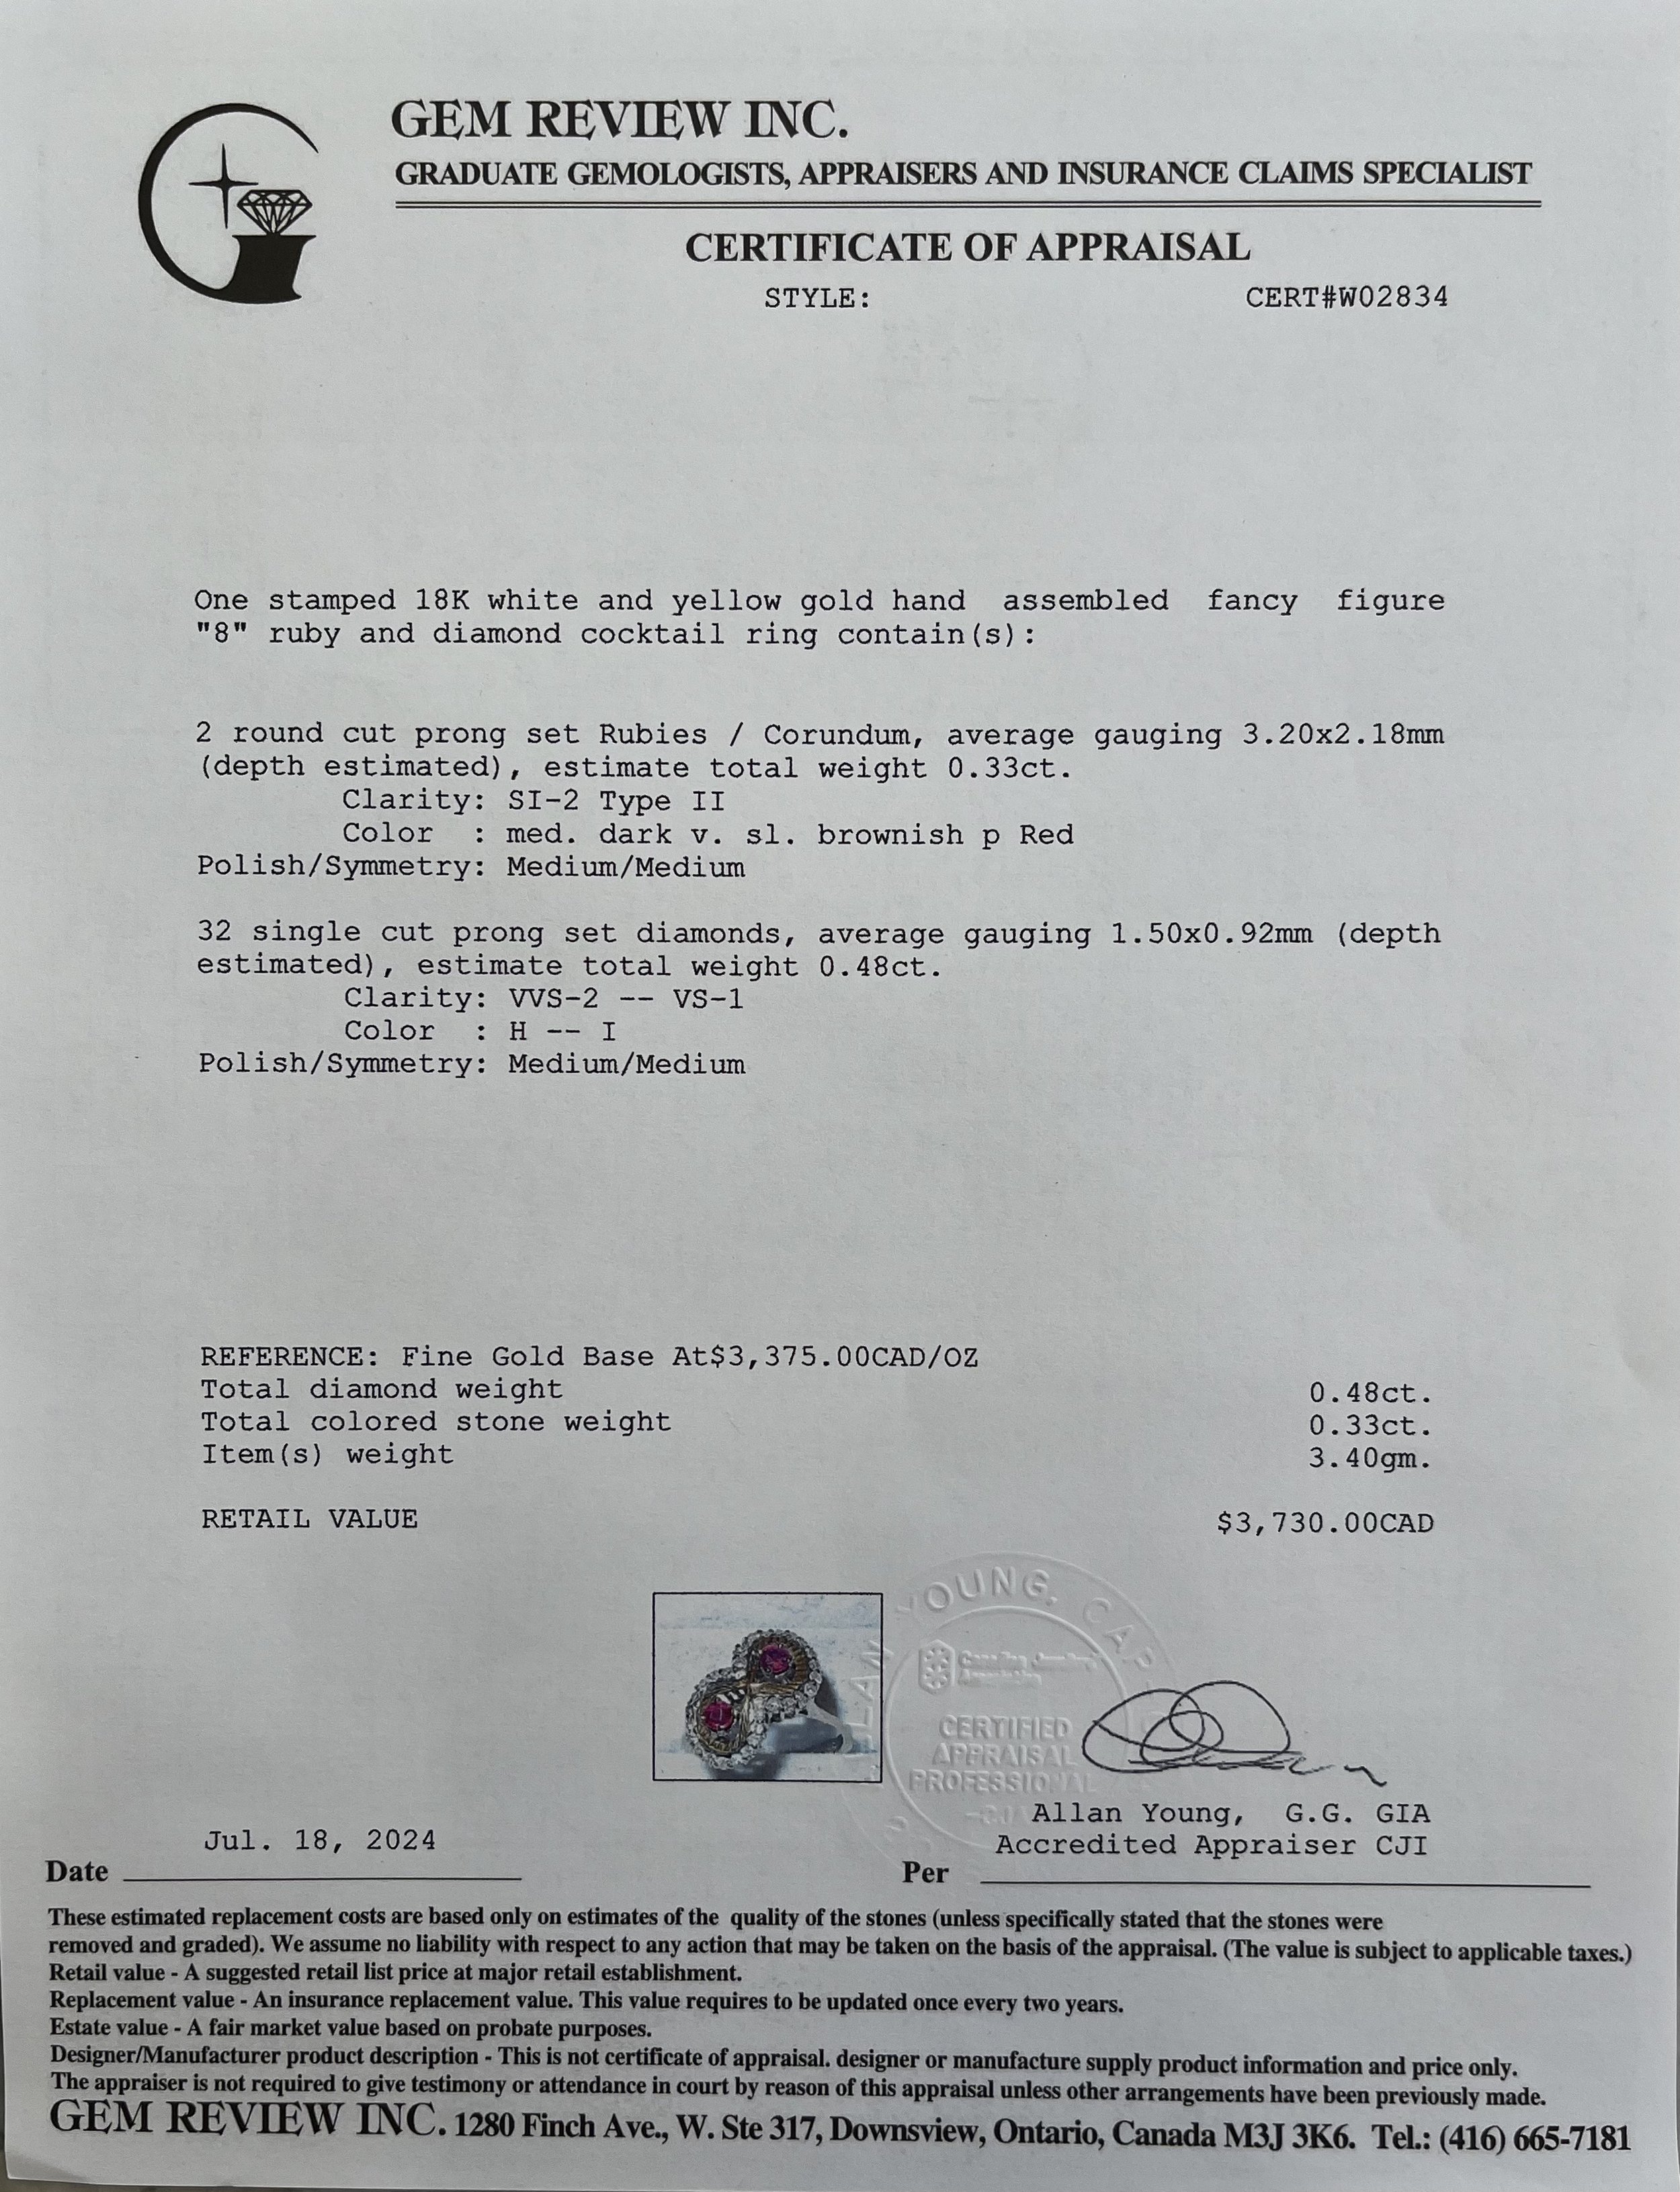 GEM REVIEW INC.
GRADUATE GEMOLOGISTS, APPRAISERS AND INSURANCE CLAIMS SPECIALIST
CERTIFICATE OF APPRAISAL
STYLE: CERT#W02834
One stamped 18K white and yellow gold hand assembled fancy figure
"8" ruby and diamond cocktail ring contain(s):
2 round cut prong set Rubies / Corundum, average gauging 3.20x2.18mm
(depth estimated), estimate total weight 0.33ct.
Clarity: SI-2 Type II
Color : med. dark v. sl. brownish p Red
Polish/Symmetry: Medium/Medium
32 single cut prong set diamonds, average gauging 1.50x0.92mm (depth
estimated), estimate total weight 0.48ct.
Clarity: VVS-2 -- VS-1
Color : H -- I
Polish/Symmetry: Medium/Medium
REFERENCE: Fine Gold Base At$3,375.00CAD/OZ
Total diamond weight 0.48ct.
Total colored stone weight 0.33ct.
Item(s) weight 3.40gm.
RETAIL VALUE $3,730.00CAD
YOUNG. CAP
CERTIFIED
APPRAISAL
PROFESSIONAL
Allan Young, G.G. GIA
Jul. 18, 2024 Accredited Appraiser CJI
Date Per
These estimated replacement costs are based only on estimates of the quality of the stones (unless specifically stated that the stones were
removed and graded). We assume no liability with respect to any action that may be taken on the basis of the appraisal. (The value is subject to applicable taxes.)
Retail value - A suggested retail list price at major retail establishment.
Replacement value - An insurance replacement value. This value requires to be updated once every two years.
Estate value - A fair market value based on probate purposes.
Designer/Manufacturer product description - This is not certificate of appraisal. designer or manufacture supply product information and price only.
The appraiser is not required to give testimony or attendance in court by reason of this appraisal unless other arrangements have been previously made.
GEM REVIEW INC. 1280 Finch Ave., W. Ste 317, Downsview, Ontario, Canada M3J 3K6. Tel.: (416) 665-7181